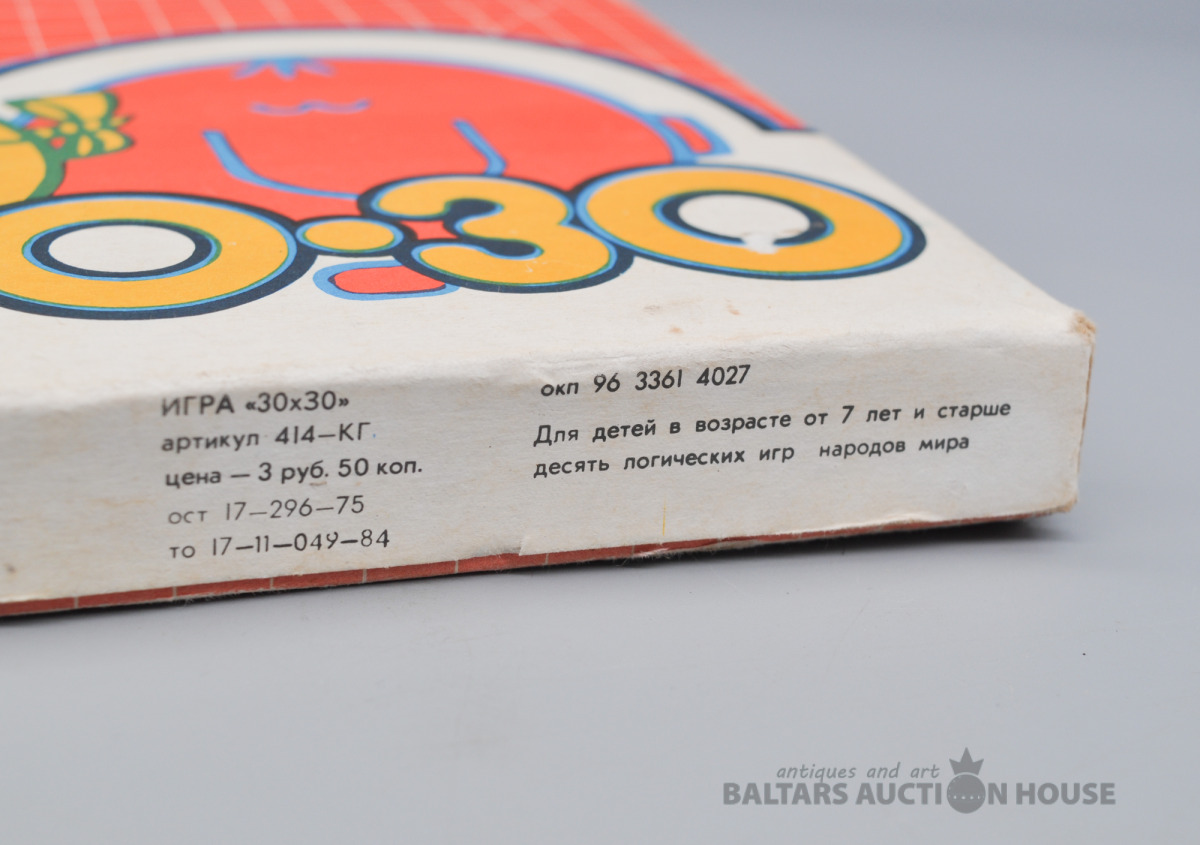 0·30
ИГРА «30х30»
артикул 414—КГ
цена — 3 руб. 50 коп.
ост 17—296—75
то 17—11—049—84
окп 96 3361 4027
Для детей в возрасте от 7 лет и старше
десять логических игр народов мира
antiques and art
BALTARS AUCTION HOUSE